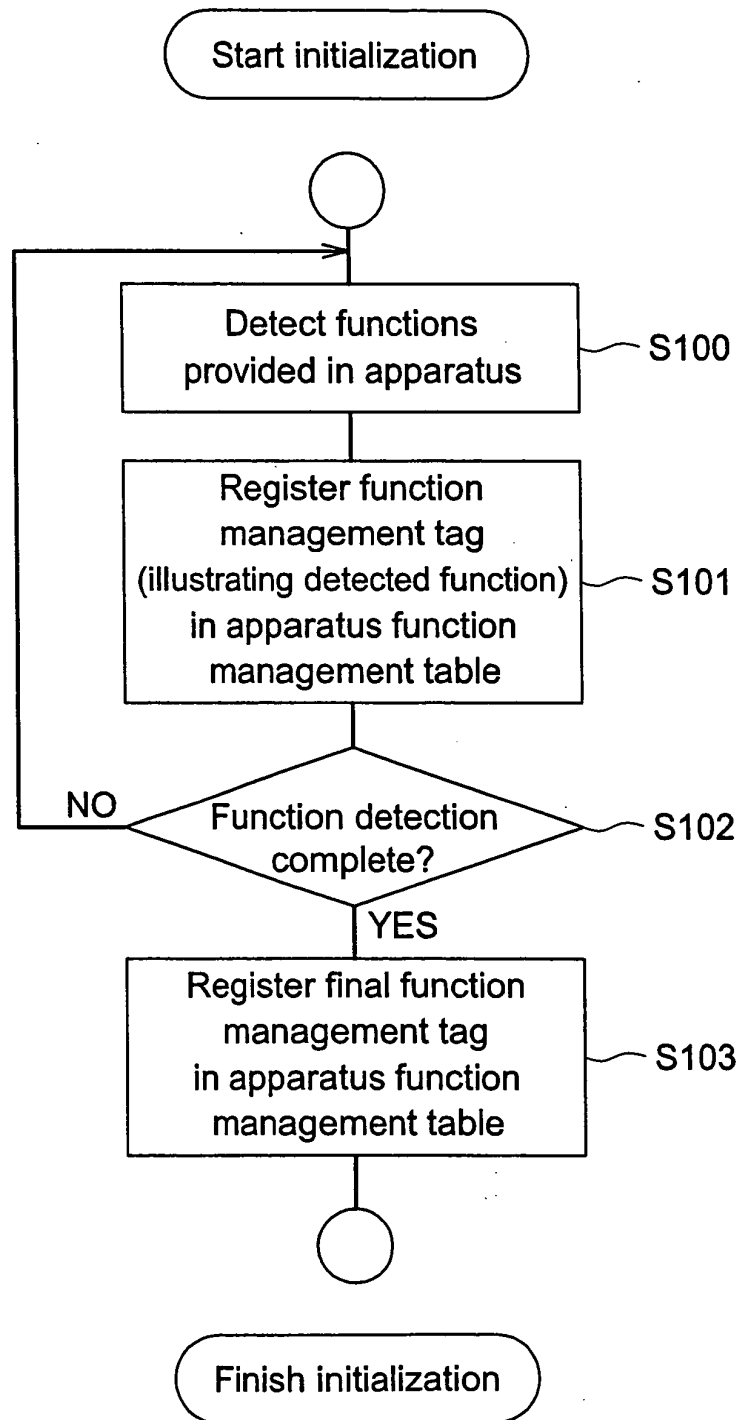 Start initialization
Detect functions
provided in apparatus
S100
Register function
management tag
(illustrating detected function)
in apparatus function
management table
S101
NO
Function detection
complete?
S102
YES
Register final function
management tag
in apparatus function
management table
S103
Finish initialization